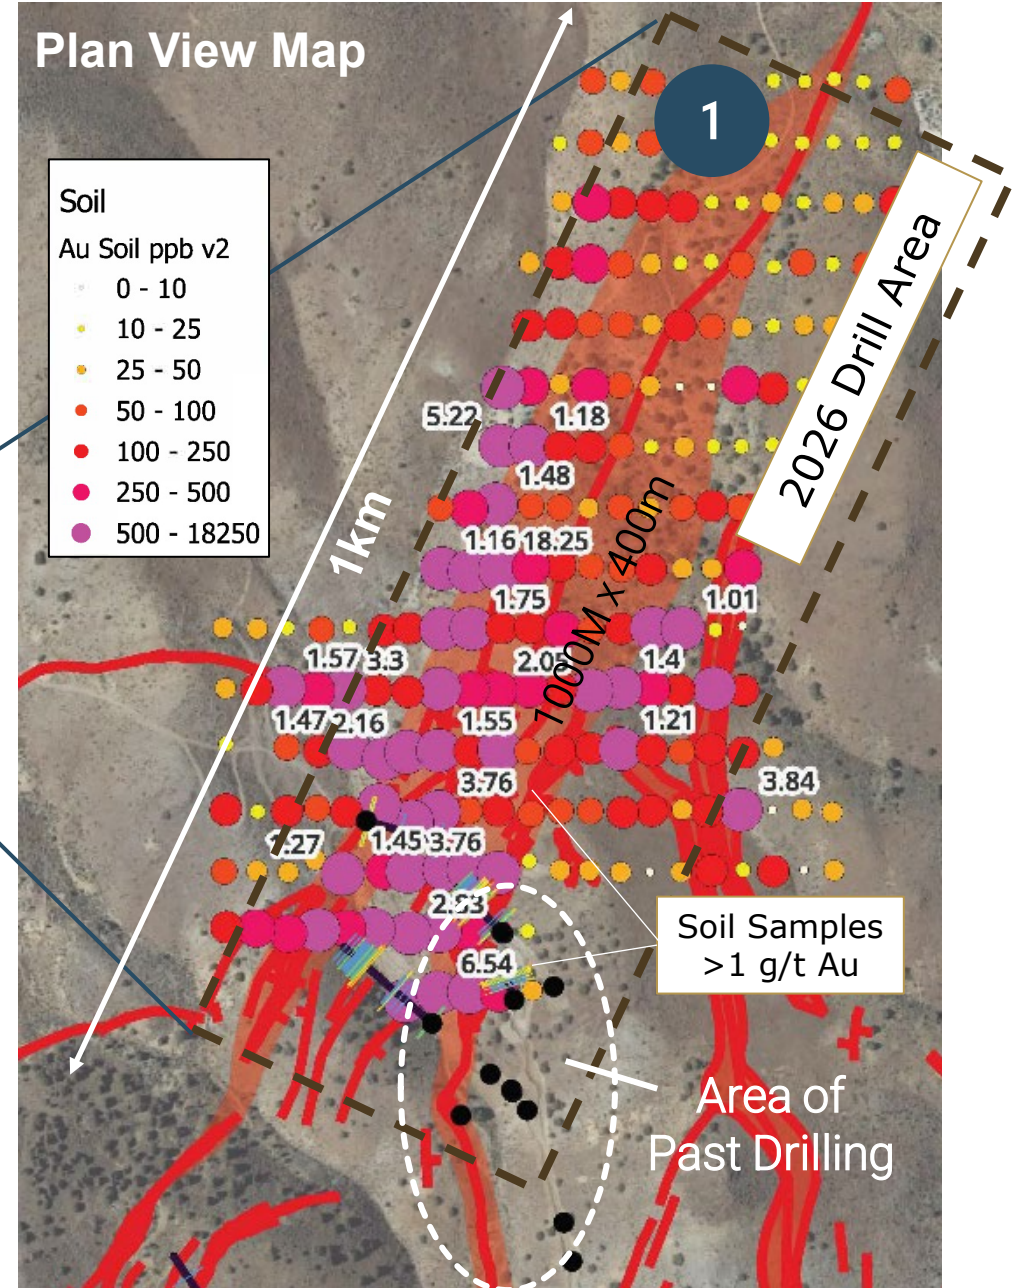 Plan View Map
1
Soil
Au Soil ppb v2
0 - 10
10 - 25
25 - 50
50 - 100
100 - 250
250 - 500
500 - 18250
2026 Drill Area
1km
1000M x 400m
5.22
1.18
1.48
1.16 18.25
1.75
1.01
1.57 3.3
2.05
1.4
1.47 2.16
1.55
1.21
3.76
3.84
1.27
1.45 3.76
2.93
6.54
Soil Samples
>1 g/t Au
Area of
Past Drilling